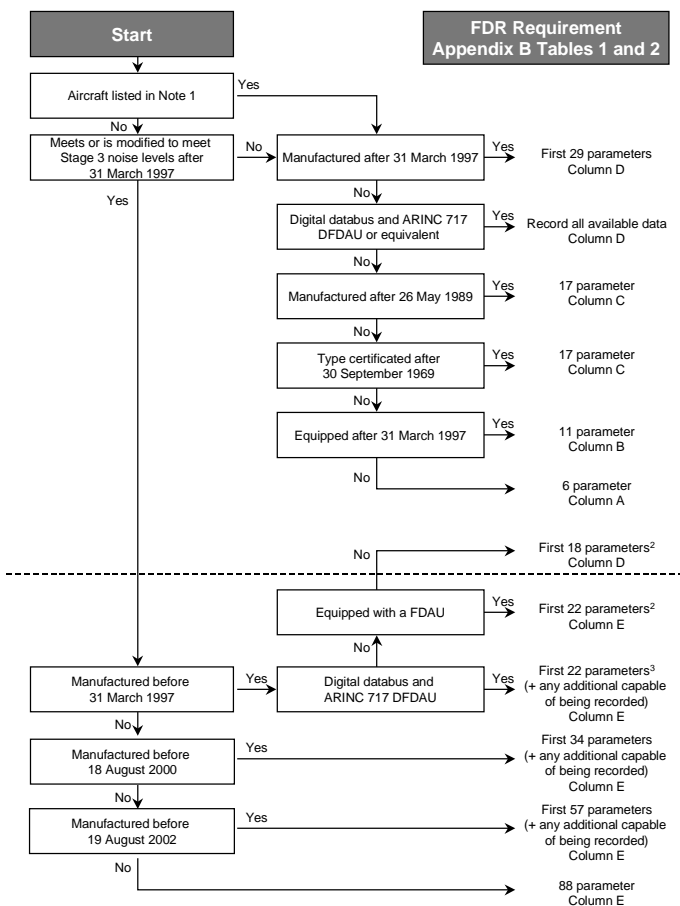 Start
FDR Requirement
Appendix B Tables 1 and 2
Aircraft listed in Note 1
Yes
No
Meets or is modified to meet
Stage 3 noise levels after
31 March 1997
No
Yes
Manufactured after 31 March 1997
Yes
First 29 parameters
Column D
No
Digital databus and ARINC 717
DFDAU or equivalent
Yes
Record all available data
Column D
No
Manufactured after 26 May 1989
Yes
17 parameter
Column C
No
Type certificated after
30 September 1969
Yes
17 parameter
Column C
No
Equipped after 31 March 1997
Yes
11 parameter
Column B
No
6 parameter
Column A
No
First 18 parameters²
Column D
Equipped with a FDAU
Yes
First 22 parameters²
Column E
No
Manufactured before
31 March 1997
Yes
Digital databus and
ARINC 717 DFDAU
Yes
First 22 parameters³
(+ any additional capable
of being recorded)
Column E
No
Manufactured before
18 August 2000
Yes
First 34 parameters
(+ any additional capable
of being recorded)
Column E
No
Manufactured before
19 August 2002
Yes
First 57 parameters
(+ any additional capable
of being recorded)
Column E
No
88 parameter
Column E